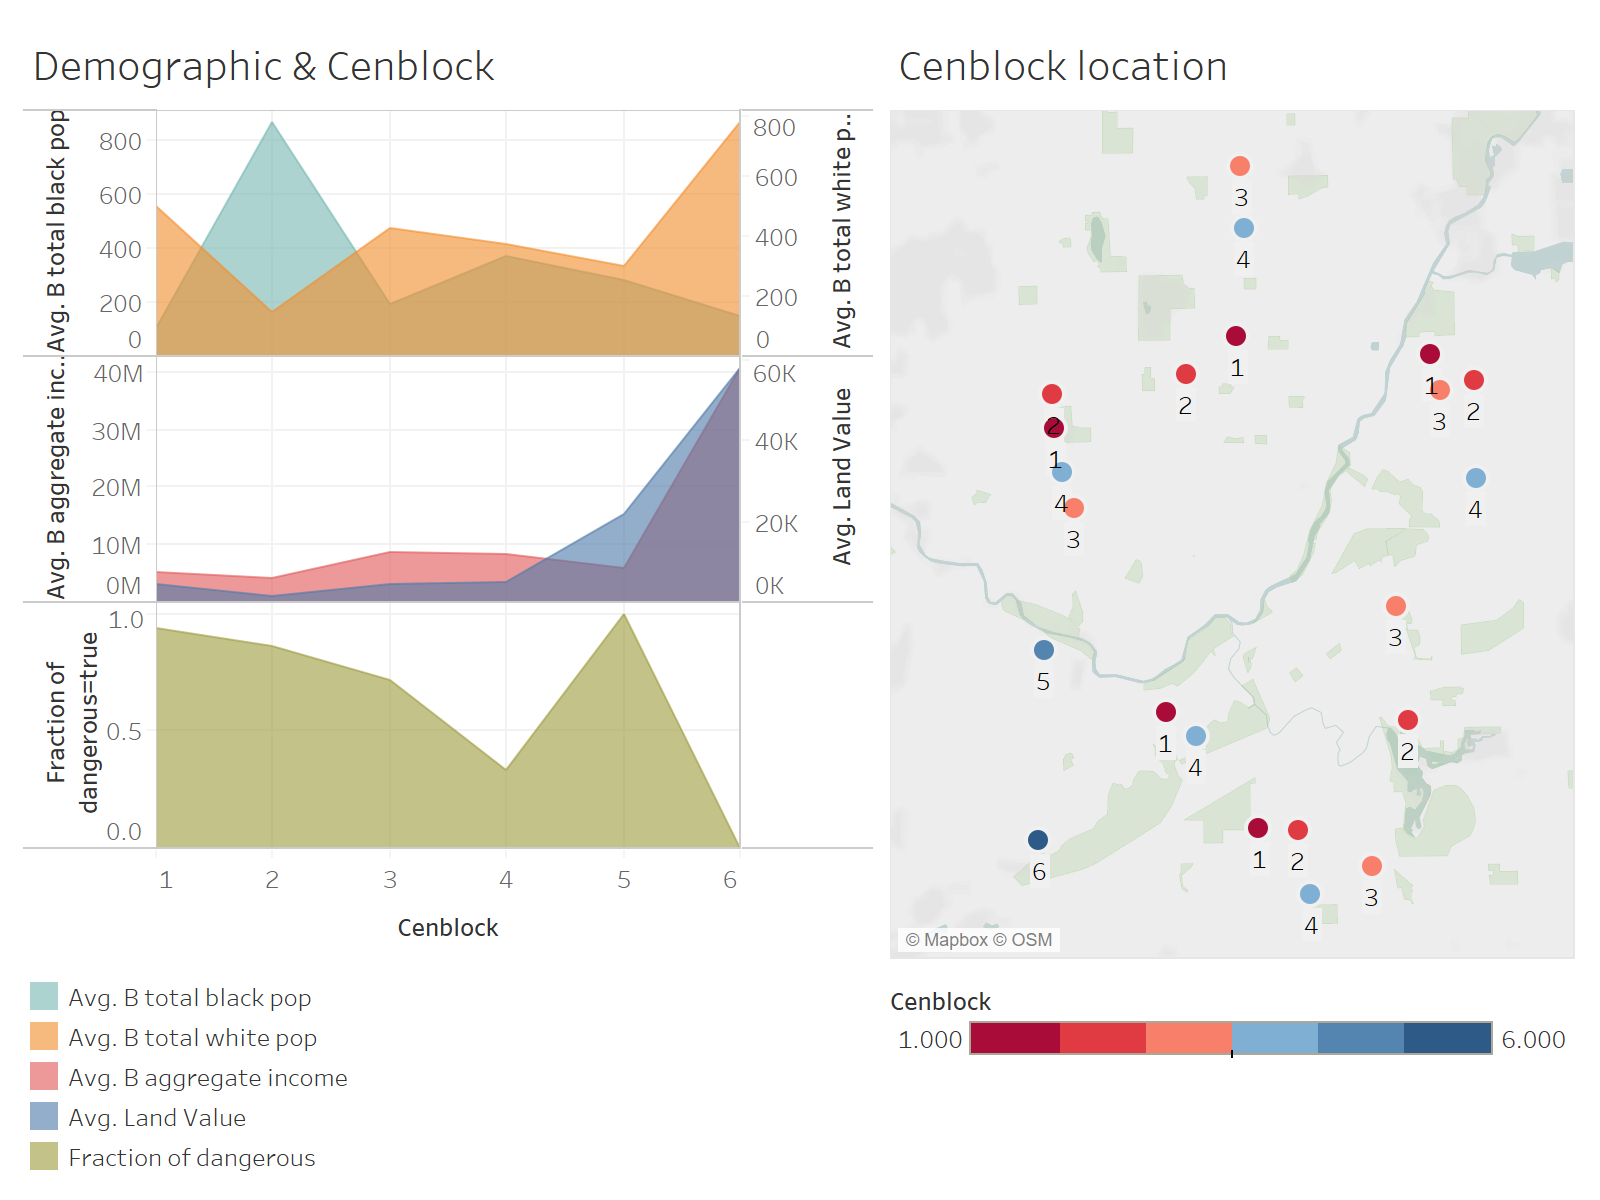 Demographic & Cenblock
Cenblock location
Avg. B total black pop
800
600
400
200
0
800
600
400
200
0
Avg. B total white p..
Avg. B aggregate inc..
40M
30M
20M
10M
0M
60K
40K
20K
0K
Avg. Land Value
Fraction of
dangerous=true
1.0
0.5
0.0
1 2 3 4 5 6
Cenblock
Avg. B total black pop
Avg. B total white pop
Avg. B aggregate income
Avg. Land Value
Fraction of dangerous
3
4
1
2
1
3
2
2
1
4
3
4
3
5
1
4
2
6
1
2
3
4
© Mapbox © OSM
Cenblock
1.000
6.000